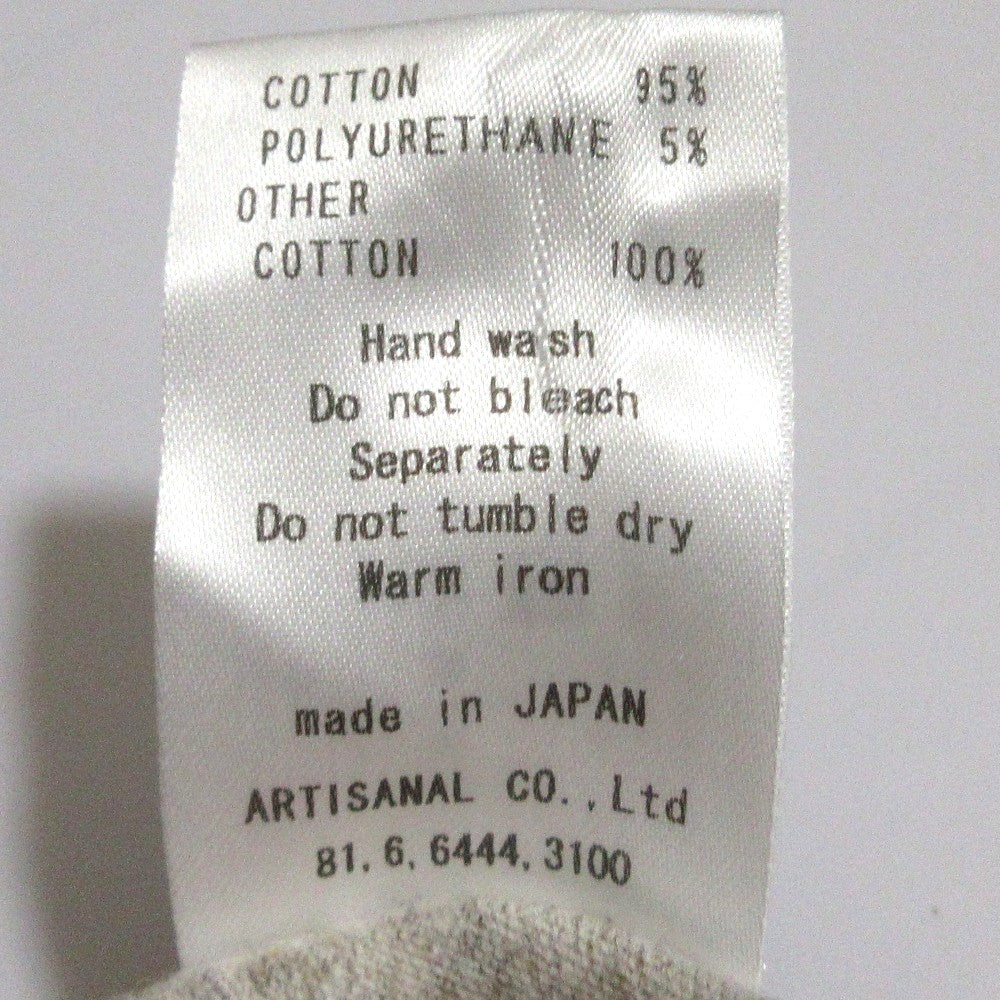 COTTON 95%
POLYURETHANE 5%
OTHER
COTTON 100%
Hand wash
Do not bleach
Separately
Do not tumble dry
Warm iron
made in JAPAN
ARTISANAL CO.,Ltd
81.6.6444.3100